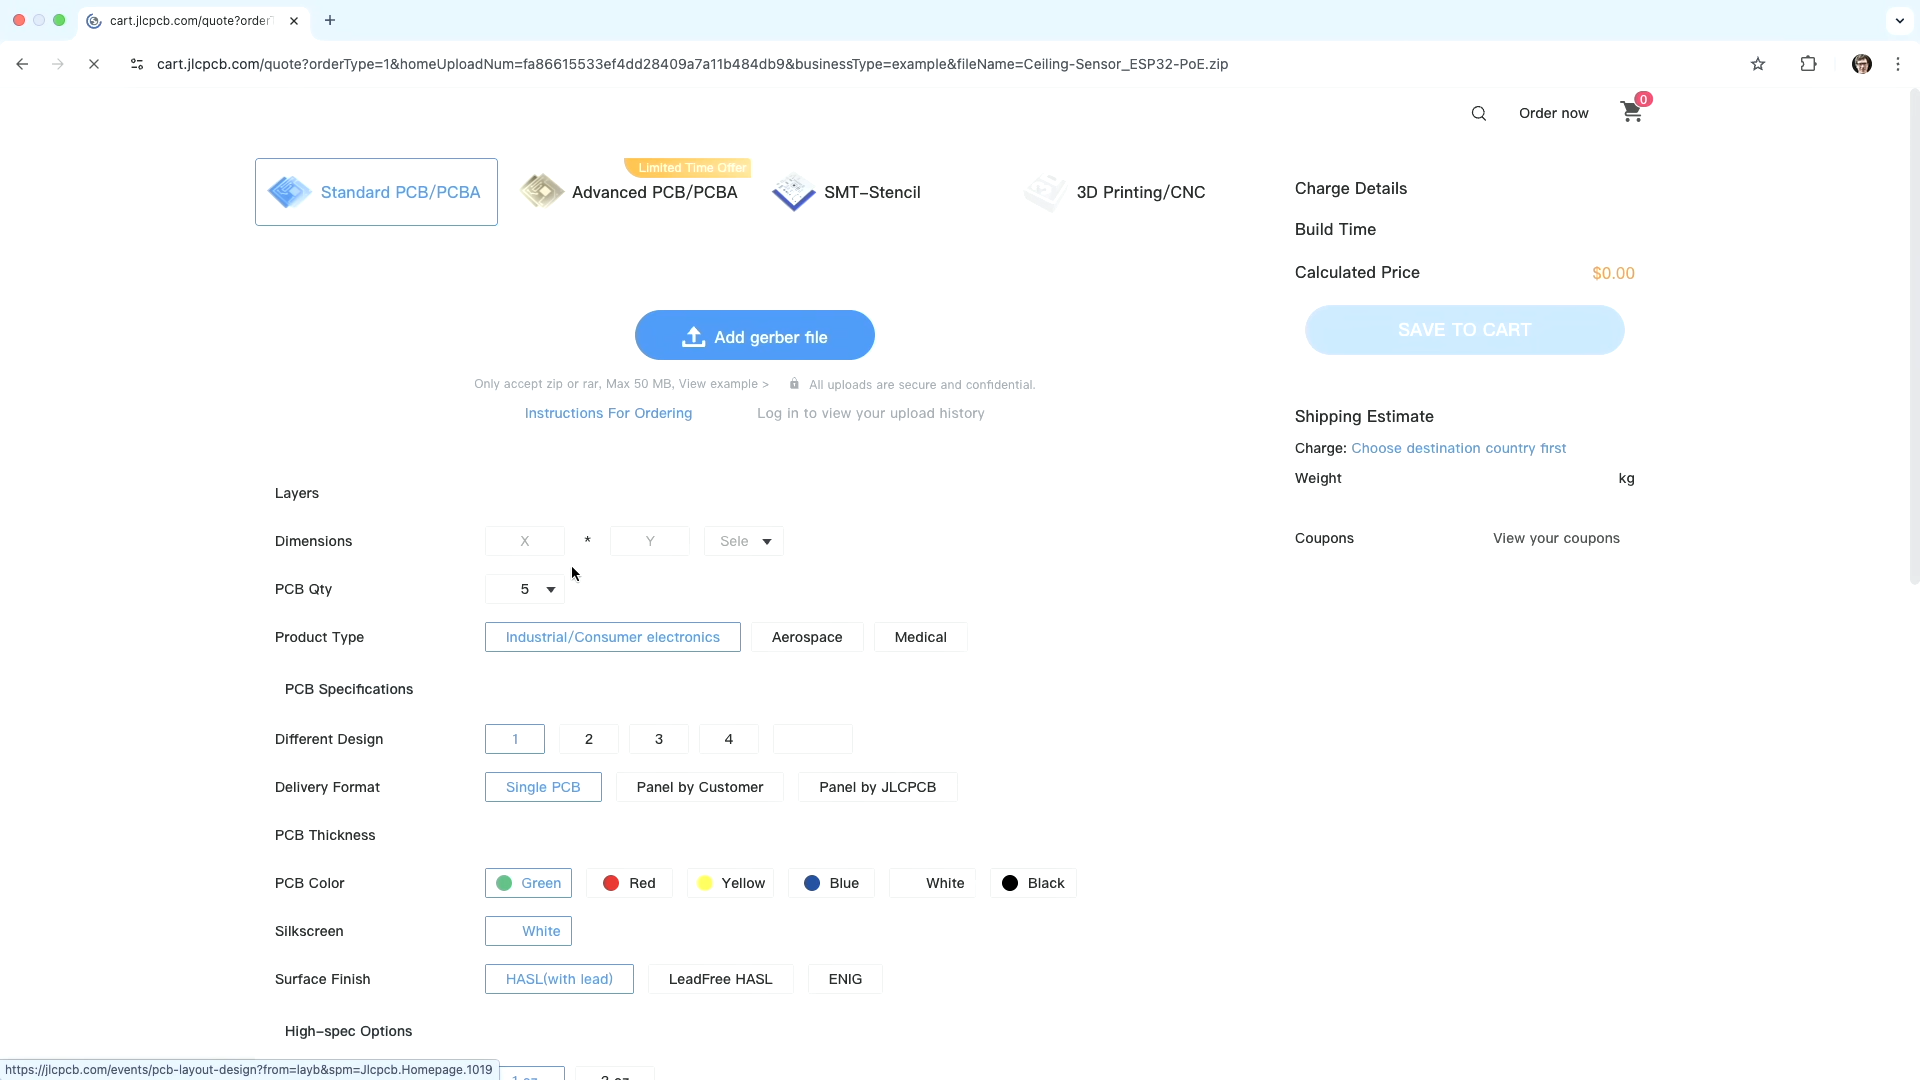 cart.jlcpcb.com/quote?order
cart.jlcpcb.com/quote?orderType=1&homeUploadNum=fa86615533ef4dd28409a7a11b484db9&businessType=example&fileName=Ceiling-Sensor_ESP32-PoE.zip
Order now
0
Limited Time Offer
Standard PCB/PCBA
Advanced PCB/PCBA
SMT-Stencil
3D Printing/CNC
Charge Details
Build Time
Calculated Price
$0.00
SAVE TO CART
Add gerber file
Only accept zip or rar, Max 50 MB, View example >
All uploads are secure and confidential.
Instructions For Ordering
Log in to view your upload history
Shipping Estimate
Charge: Choose destination country first
Weight
kg
Coupons
View your coupons
Layers
Dimensions
X
*
Y
Sele
PCB Qty
5
Product Type
Industrial/Consumer electronics
Aerospace
Medical
PCB Specifications
Different Design
1
2
3
4
Delivery Format
Single PCB
Panel by Customer
Panel by JLCPCB
PCB Thickness
PCB Color
Green
Red
Yellow
Blue
White
Black
Silkscreen
White
Surface Finish
HASL(with lead)
LeadFree HASL
ENIG
High-spec Options
https://jlcpcb.com/events/pcb-layout-design?from=layb&spm=Jlcpcb.Homepage.1019